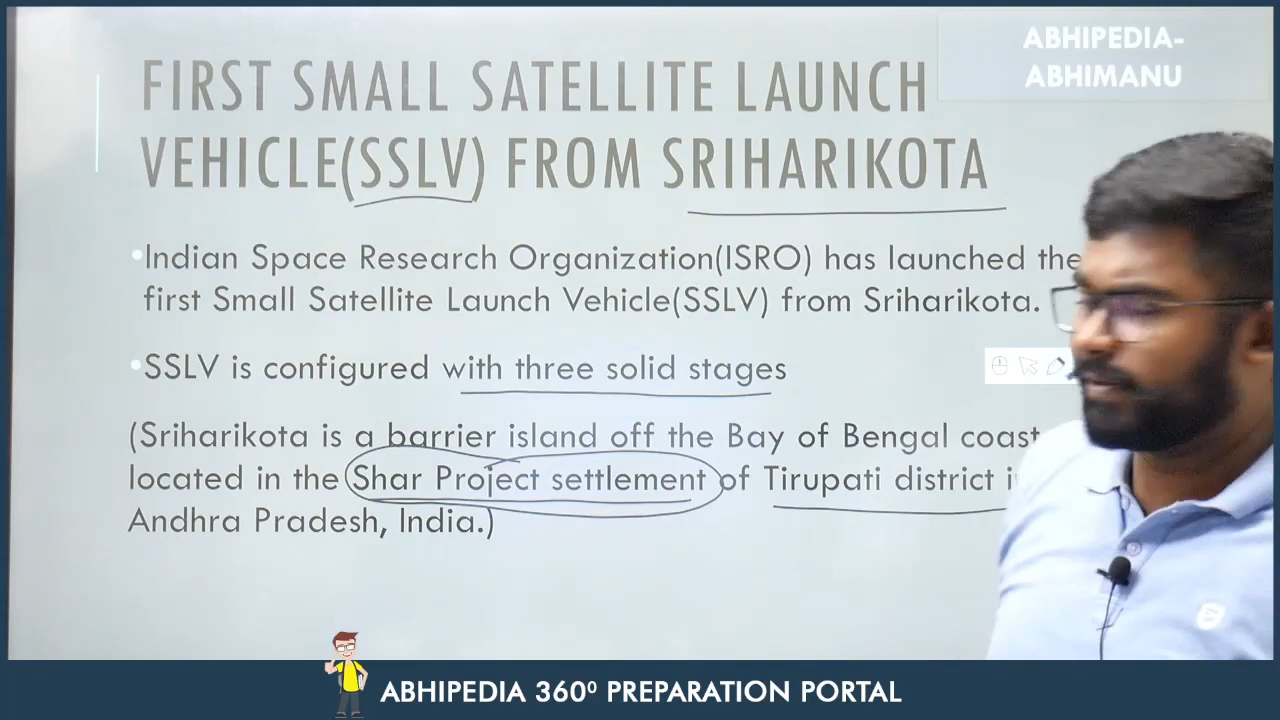 ABHIPEDIA-
ABHIMANU
FIRST SMALL SATELLITE LAUNCH
VEHICLE(SSLV) FROM SRIHARIKOTA
•Indian Space Research Organization(ISRO) has launched the
first Small Satellite Launch Vehicle(SSLV) from Sriharikota.
•SSLV is configured with three solid stages
(Sriharikota is a barrier island off the Bay of Bengal coast
located in the Shar Project settlement of Tirupati district
Andhra Pradesh, India.)
ABHIPEDIA 360⁰ PREPARATION PORTAL